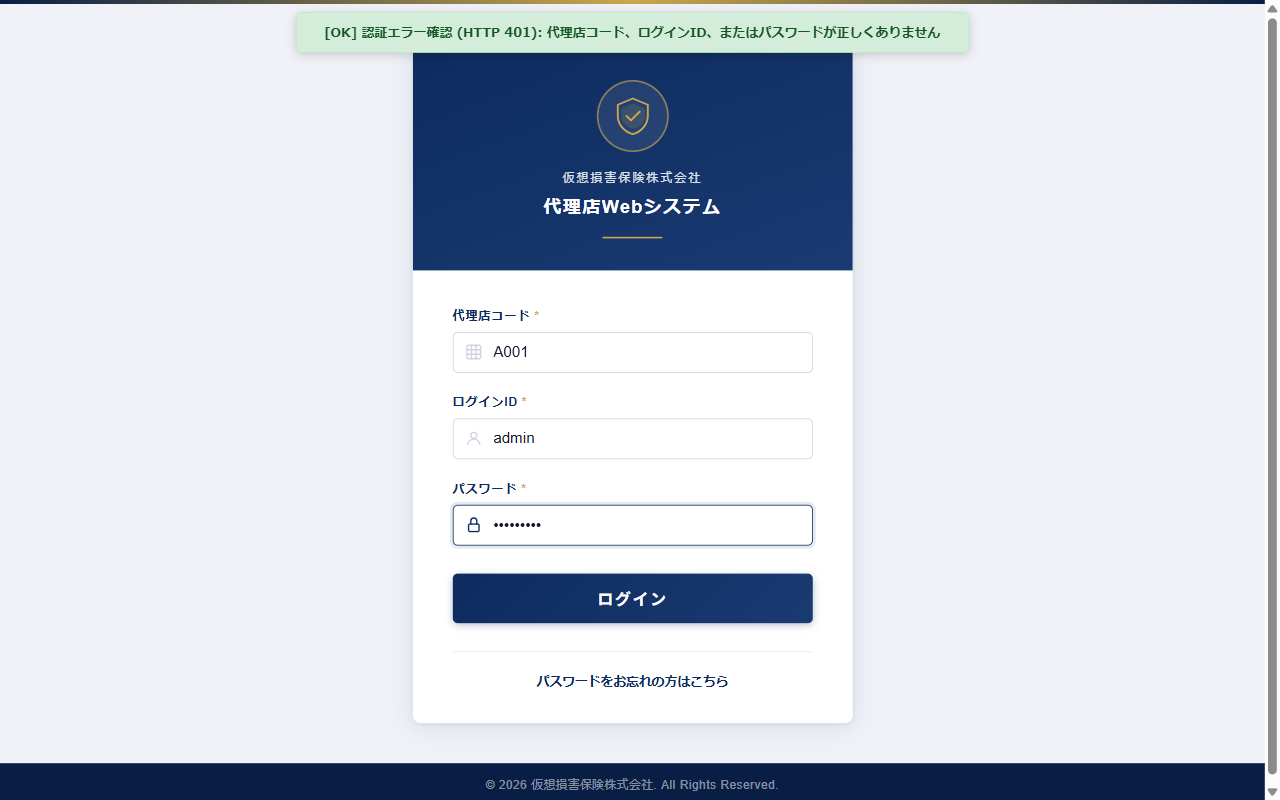 [OK] 認証エラー確認 (HTTP 401): 代理店コード、ログインID、またはパスワードが正しくありません
仮想損害保険株式会社
代理店Webシステム
代理店コード *
A001
ログインID *
admin
パスワード *
•••••••••
ログイン
パスワードをお忘れの方はこちら
© 2026 仮想損害保険株式会社. All Rights Reserved.